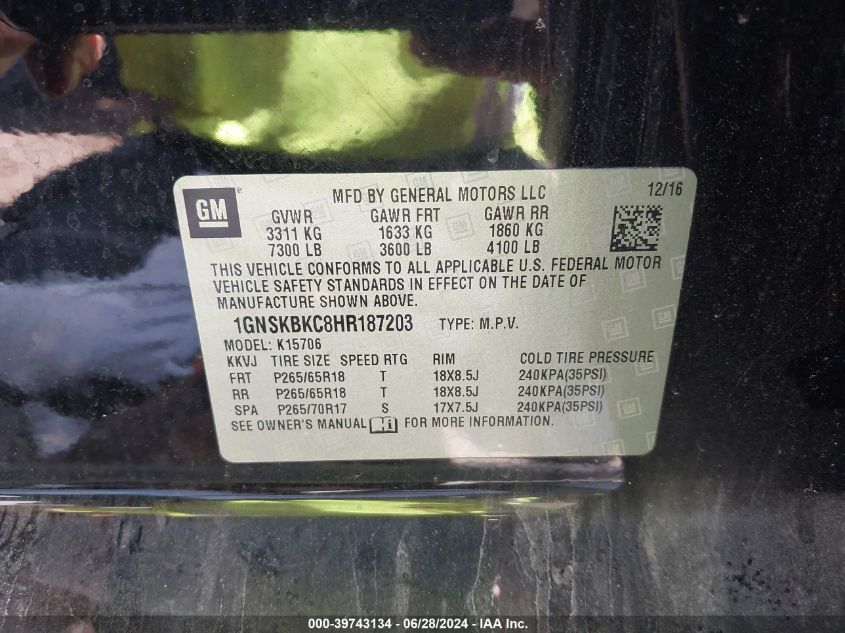 GM
MFD BY GENERAL MOTORS LLC 12/16
GVWR GAWR FRT GAWR RR
3311 KG 1633 KG 1860 KG
7300 LB 3600 LB 4100 LB
THIS VEHICLE CONFORMS TO ALL APPLICABLE U.S. FEDERAL MOTOR
VEHICLE SAFETY STANDARDS IN EFFECT ON THE DATE OF
MANUFACTURE SHOWN ABOVE.
1GNSKBKC8HR187203 TYPE: M.P.V.
MODEL: K15706
KKVJ TIRE SIZE SPEED RTG RIM COLD TIRE PRESSURE
FRT P265/65R18 T 18X8.5J 240KPA(35PSI)
RR P265/65R18 T 18X8.5J 240KPA(35PSI)
SPA P265/70R17 S 17X7.5J 240KPA(35PSI)
SEE OWNER'S MANUAL FOR MORE INFORMATION.
000-39743134 - 06/28/2024 - IAA Inc.